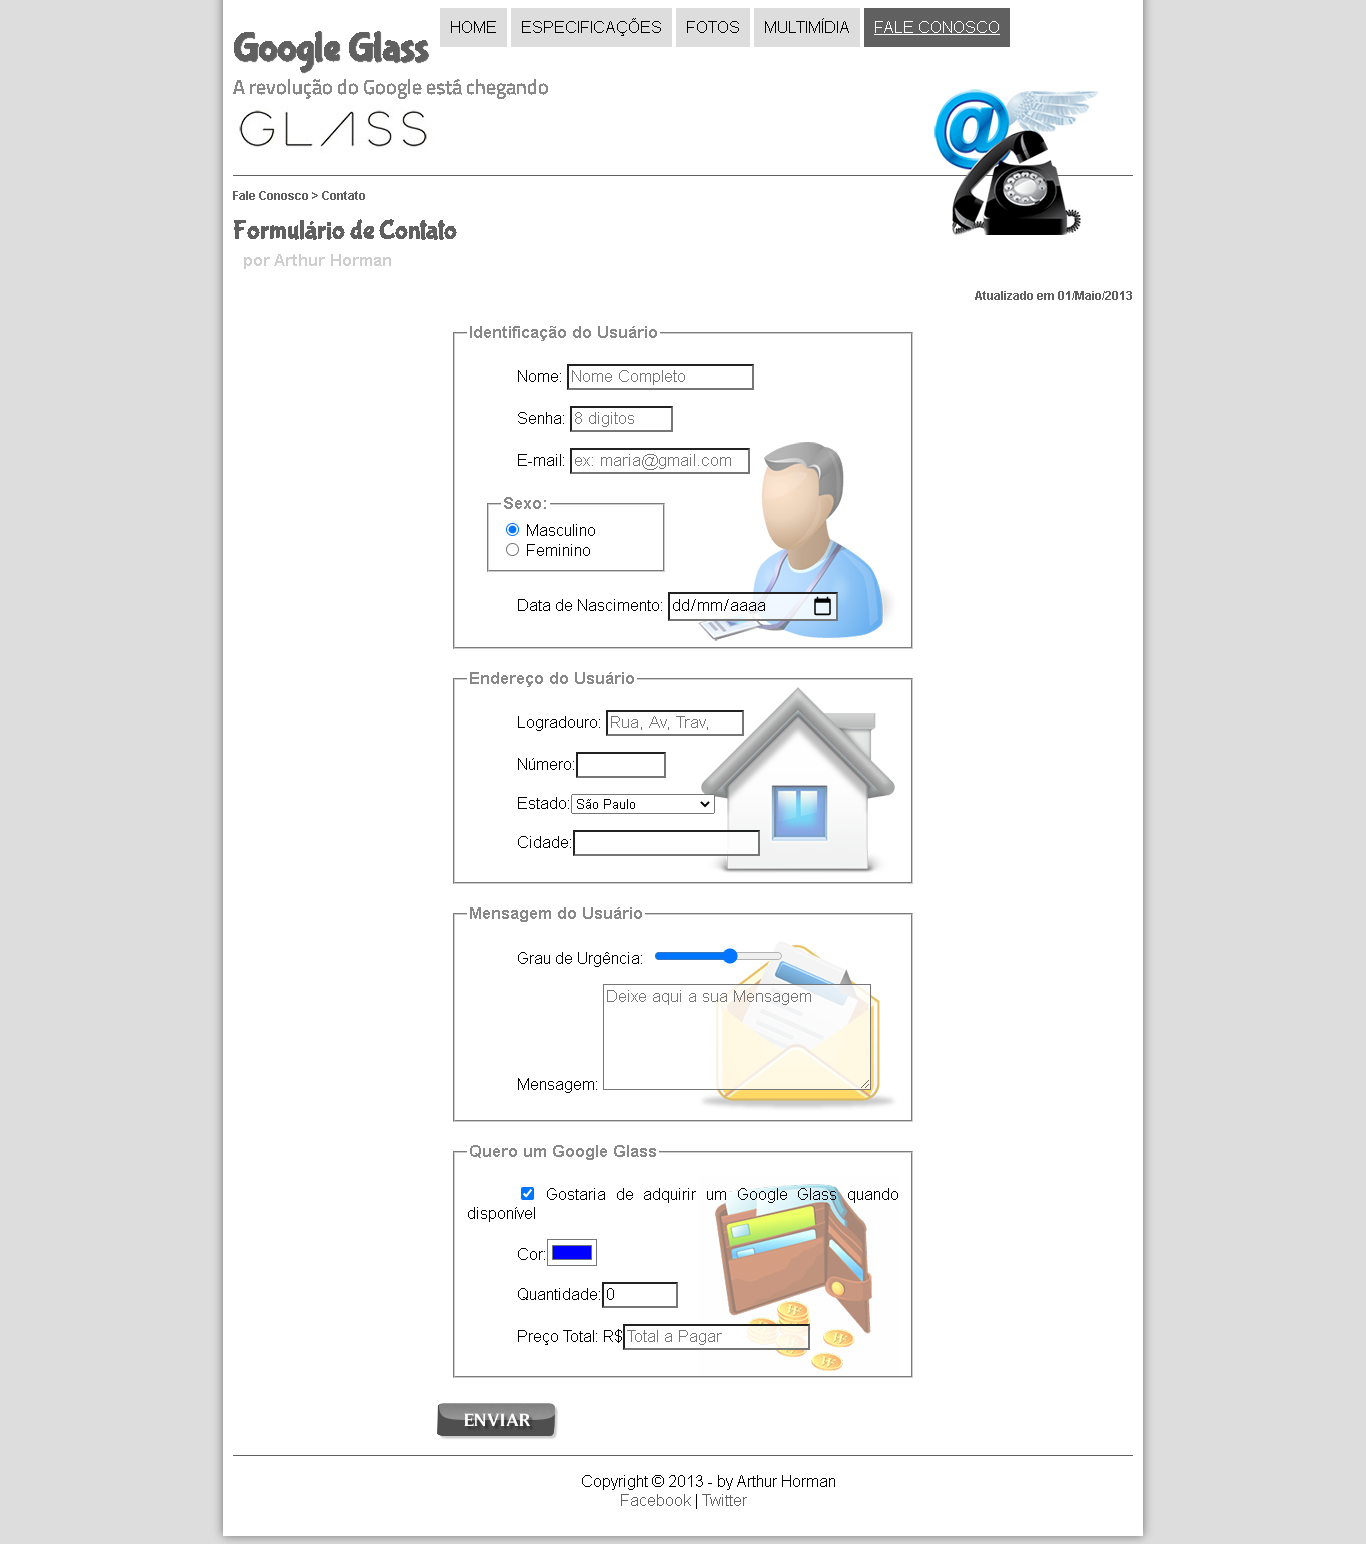 HOME
ESPECIFICAÇÕES
FOTOS
MULTIMÍDIA
FALE CONOSCO
Google Glass
A revolução do Google está chegando
GLASS
Fale Conosco > Contato
Formulário de Contato
por Arthur Horman
Atualizado em 01/Maio/2013
Identificação do Usuário
Nome: Nome Completo
Senha: 8 digitos
E-mail: ex: maria@gmail.com
Sexo:
Masculino
Feminino
Data de Nascimento: dd/mm/aaaa
Endereço do Usuário
Logradouro: Rua, Av, Trav,
Número:
Estado: São Paulo
Cidade:
Mensagem do Usuário
Grau de Urgência:
Deixe aqui a sua Mensagem
Mensagem:
Quero um Google Glass
Gostaria de adquirir um Google Glass quando
disponível
Cor:
Quantidade: 0
Preço Total: R$ Total a Pagar
ENVIAR
Copyright © 2013 - by Arthur Horman
Facebook | Twitter